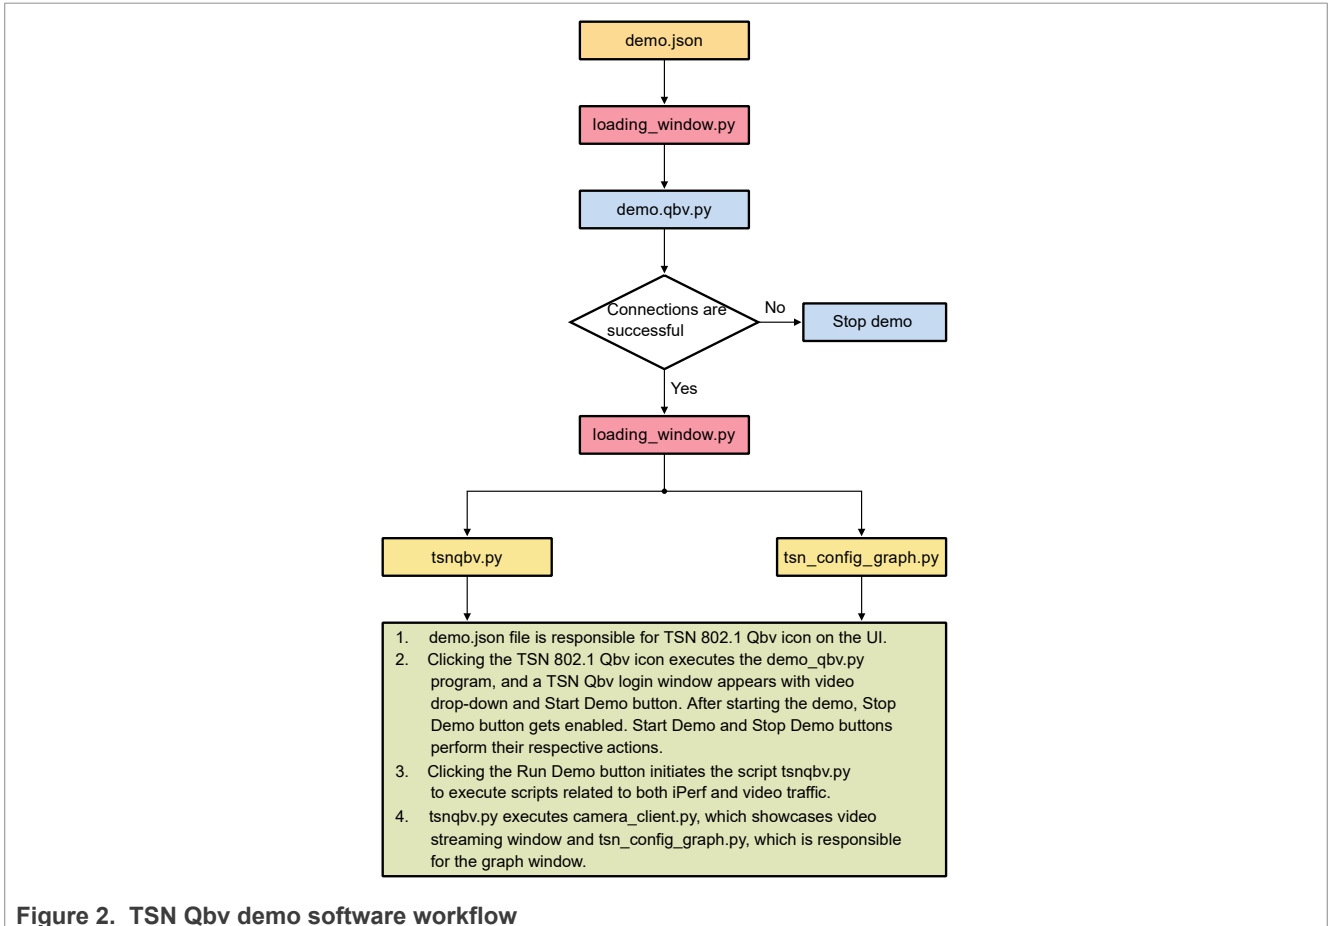 demo.json
loading_window.py
demo.qbv.py
Connections are
successful
No
Stop demo
Yes
loading_window.py
tsnqbv.py
tsn_config_graph.py
1. demo.json file is responsible for TSN 802.1 Qbv icon on the UI.
2. Clicking the TSN 802.1 Qbv icon executes the demo_qbv.py
program, and a TSN Qbv login window appears with video
drop-down and Start Demo button. After starting the demo, Stop
Demo button gets enabled. Start Demo and Stop Demo buttons
perform their respective actions.
3. Clicking the Run Demo button initiates the script tsnqbv.py
to execute scripts related to both iPerf and video traffic.
4. tsnqbv.py executes camera_client.py, which showcases video
streaming window and tsn_config_graph.py, which is responsible
for the graph window.
Figure 2. TSN Qbv demo software workflow